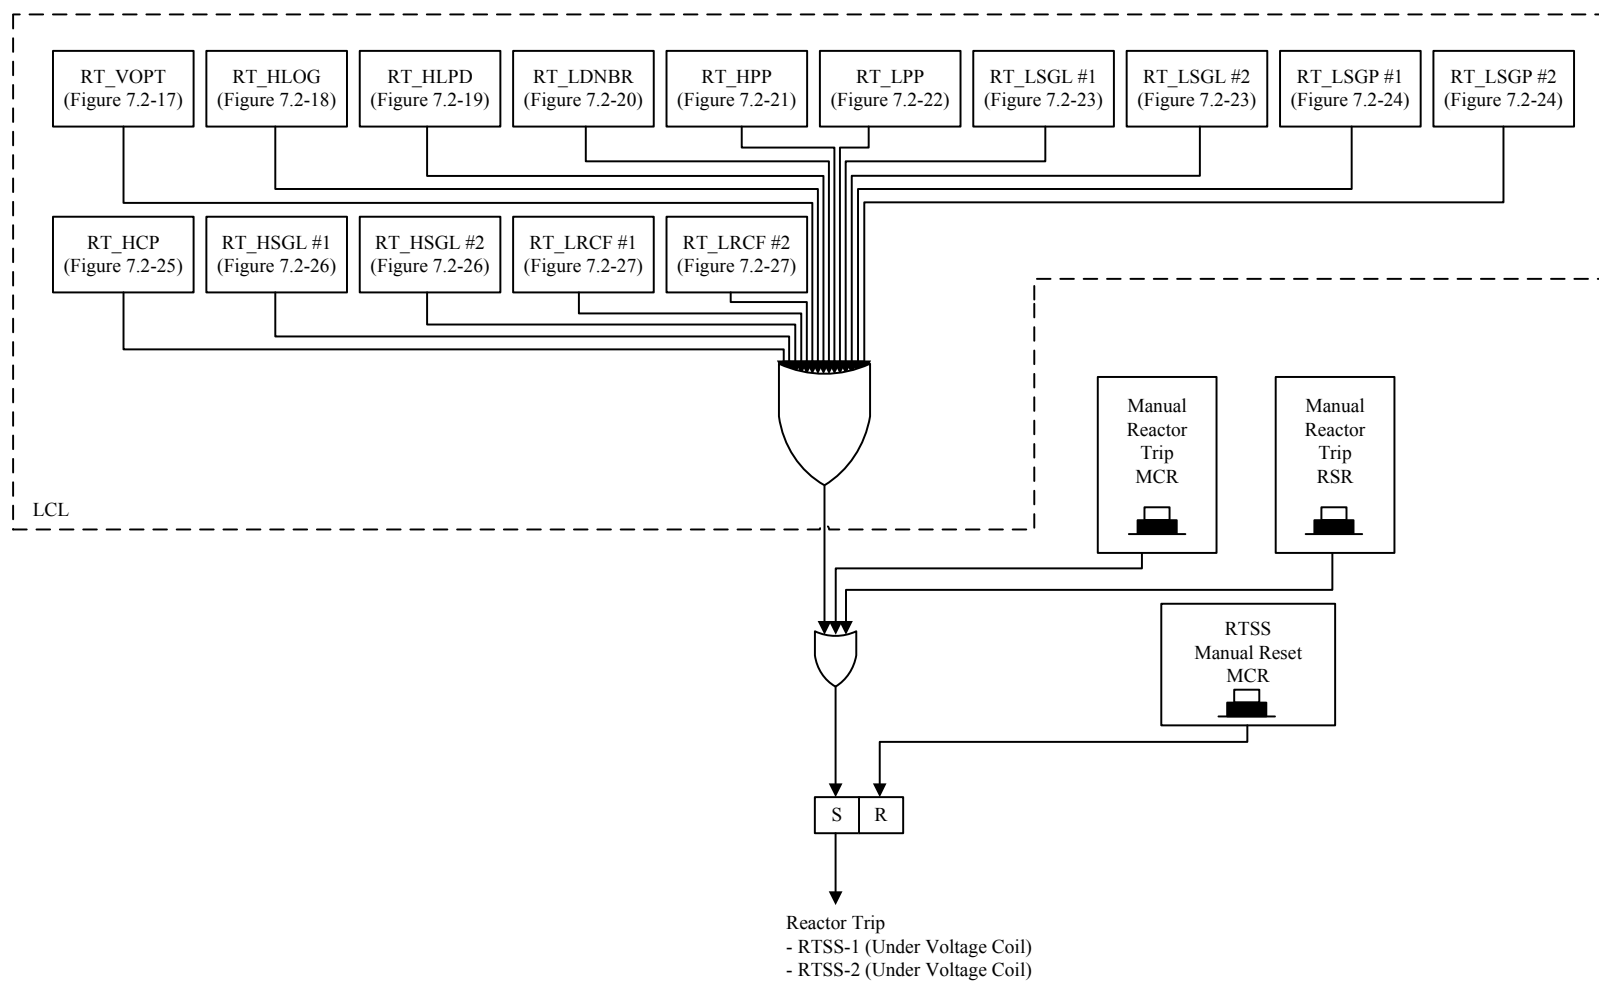 RT_VOPT
(Figure 7.2-17)
RT_HLOG
(Figure 7.2-18)
RT_HLPD
(Figure 7.2-19)
RT_LDNBR
(Figure 7.2-20)
RT_HPP
(Figure 7.2-21)
RT_LPP
(Figure 7.2-22)
RT_LSGL #1
(Figure 7.2-23)
RT_LSGL #2
(Figure 7.2-23)
RT_LSGP #1
(Figure 7.2-24)
RT_LSGP #2
(Figure 7.2-24)
RT_HCP
(Figure 7.2-25)
RT_HSGL #1
(Figure 7.2-26)
RT_HSGL #2
(Figure 7.2-26)
RT_LRCF #1
(Figure 7.2-27)
RT_LRCF #2
(Figure 7.2-27)
LCL
Manual
Reactor
Trip
MCR
Manual
Reactor
Trip
RSR
RTSS
Manual Reset
MCR
S
R
Reactor Trip
- RTSS-1 (Under Voltage Coil)
- RTSS-2 (Under Voltage Coil)